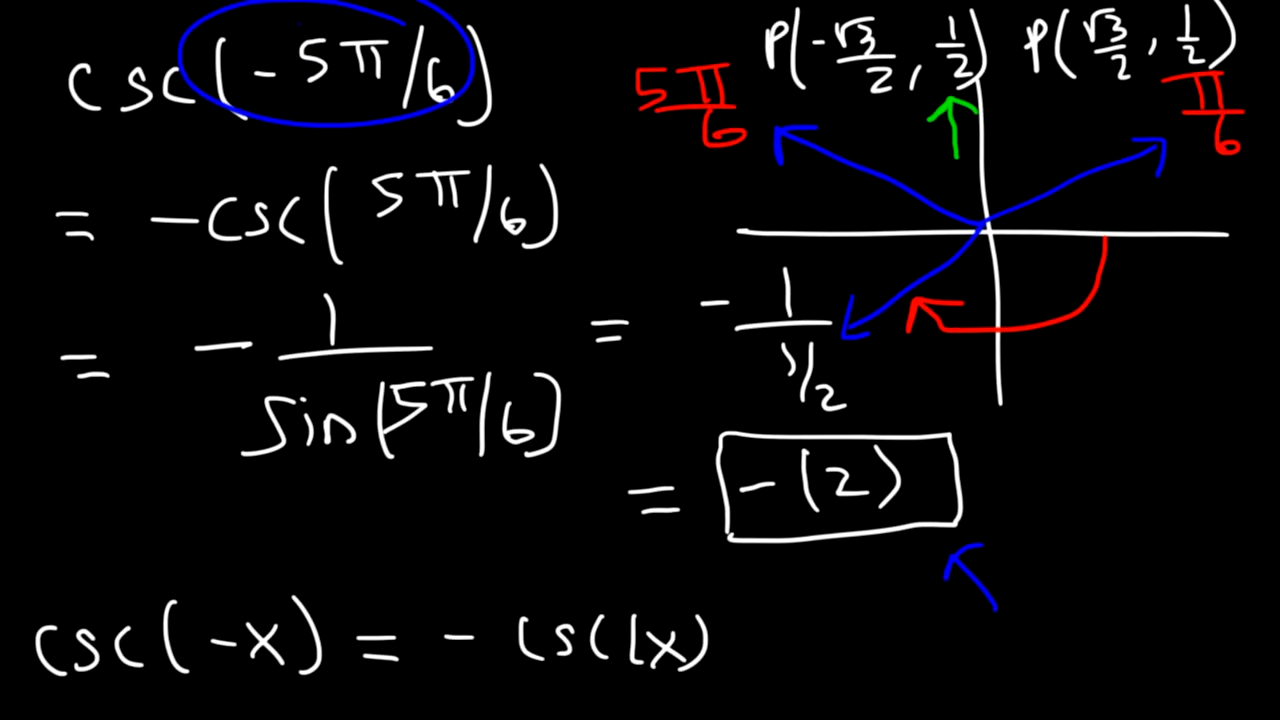 csc(-5π/6)
= -csc(5π/6)
= -1/sin(5π/6) = -1/(1/2)
= -(2)
csc(-x) = -csc(x)
P(-√3/2, 1/2) P(√3/2, 1/2)
5π/6 π/6